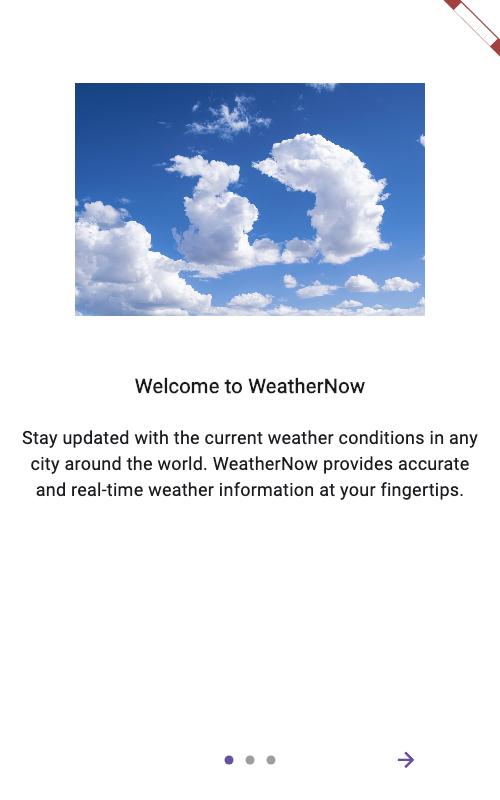 Welcome to WeatherNow
Stay updated with the current weather conditions in any
city around the world. WeatherNow provides accurate
and real-time weather information at your fingertips.